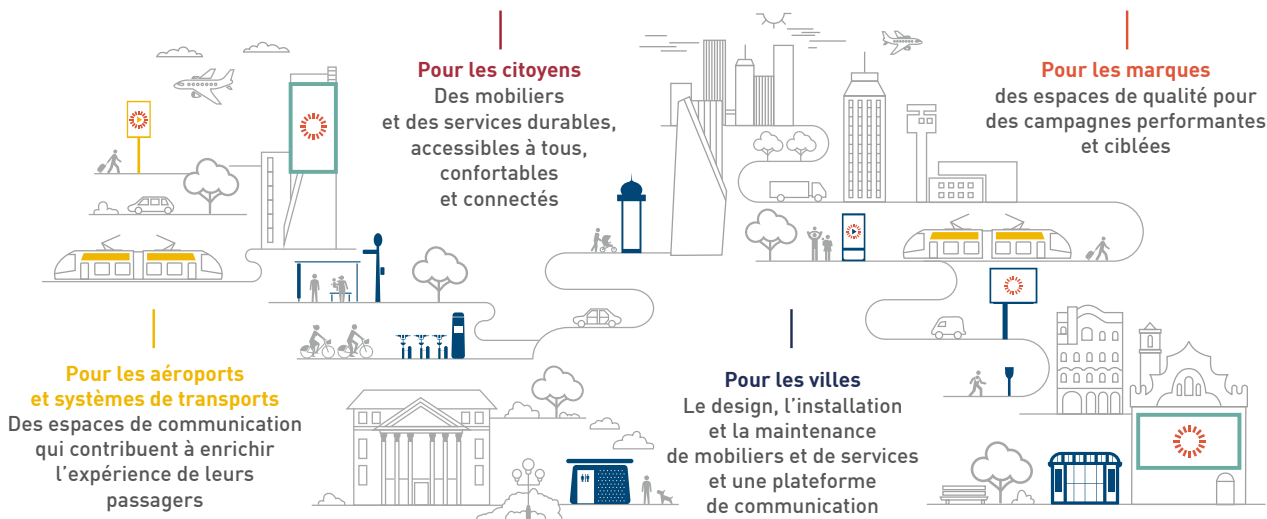 Pour les citoyens
Des mobiliers
et des services durables,
accessibles à tous,
confortables
et connectés
Pour les marques
des espaces de qualité pour
des campagnes performantes
et ciblées
Pour les aéroports
et systèmes de transports
Des espaces de communication
qui contribuent à enrichir
l’expérience de leurs
passagers
Pour les villes
Le design, l’installation
et la maintenance
de mobiliers et de services
et une plateforme
de communication